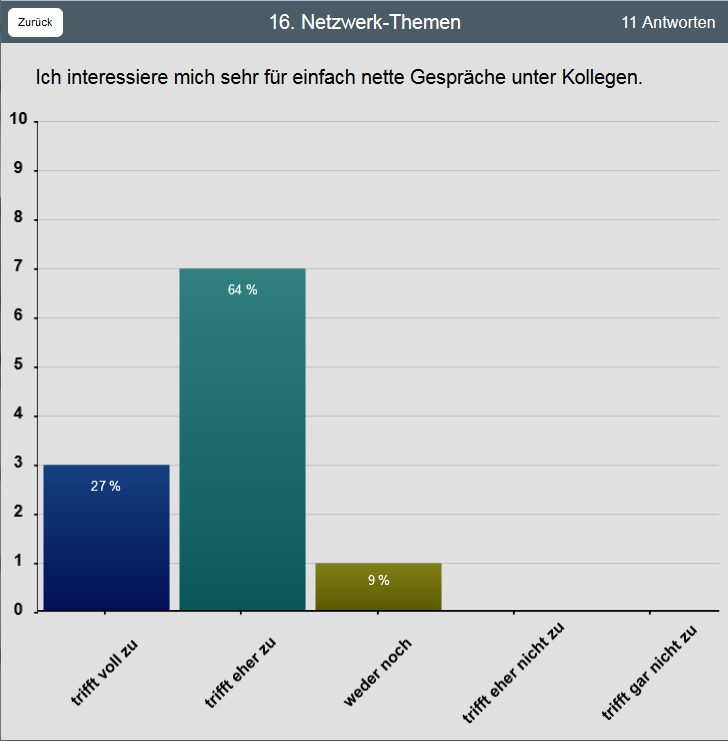 Zurück
16. Netzwerk-Themen
11 Antworten
Ich interessiere mich sehr für einfach nette Gespräche unter Kollegen.
10
9
8
7
6
5
4
3
2
1
0
64 %
27 %
9 %
trifft voll zu
trifft eher zu
weder noch
trifft eher nicht zu
trifft gar nicht zu